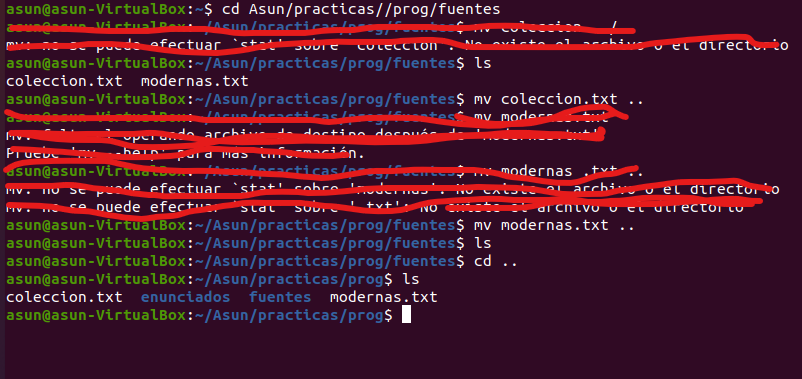 asun@asun-VirtualBox:~$ cd Asun/practicas//prog/fuentes
asun@asun-VirtualBox:~/Asun/practicas/prog/fuentes$ mv coleccion
mv: no se puede efectuar `stat' sobre 'coleccion': No existe el archivo o el directorio
asun@asun-VirtualBox:~/Asun/practicas/prog/fuentes$ ls
coleccion.txt modernas.txt
asun@asun-VirtualBox:~/Asun/practicas/prog/fuentes$ mv coleccion.txt ..
asun@asun-VirtualBox:~/Asun/practicas/prog/fuentes$ mv modernas.txt
mv: falta el operando archivo de destino después de 'modernas.txt'
Pruebe 'mv --help' para más información.
asun@asun-VirtualBox:~/Asun/practicas/prog/fuentes$ mv modernas .txt ..
mv: no se puede efectuar `stat' sobre 'modernas': No existe el archivo o el directorio
mv: no se puede efectuar `stat' sobre '.txt': No existe el archivo o el directorio
asun@asun-VirtualBox:~/Asun/practicas/prog/fuentes$ mv modernas.txt ..
asun@asun-VirtualBox:~/Asun/practicas/prog/fuentes$ ls
asun@asun-VirtualBox:~/Asun/practicas/prog/fuentes$ cd ..
asun@asun-VirtualBox:~/Asun/practicas/prog$ ls
coleccion.txt enunciados fuentes modernas.txt
asun@asun-VirtualBox:~/Asun/practicas/prog$